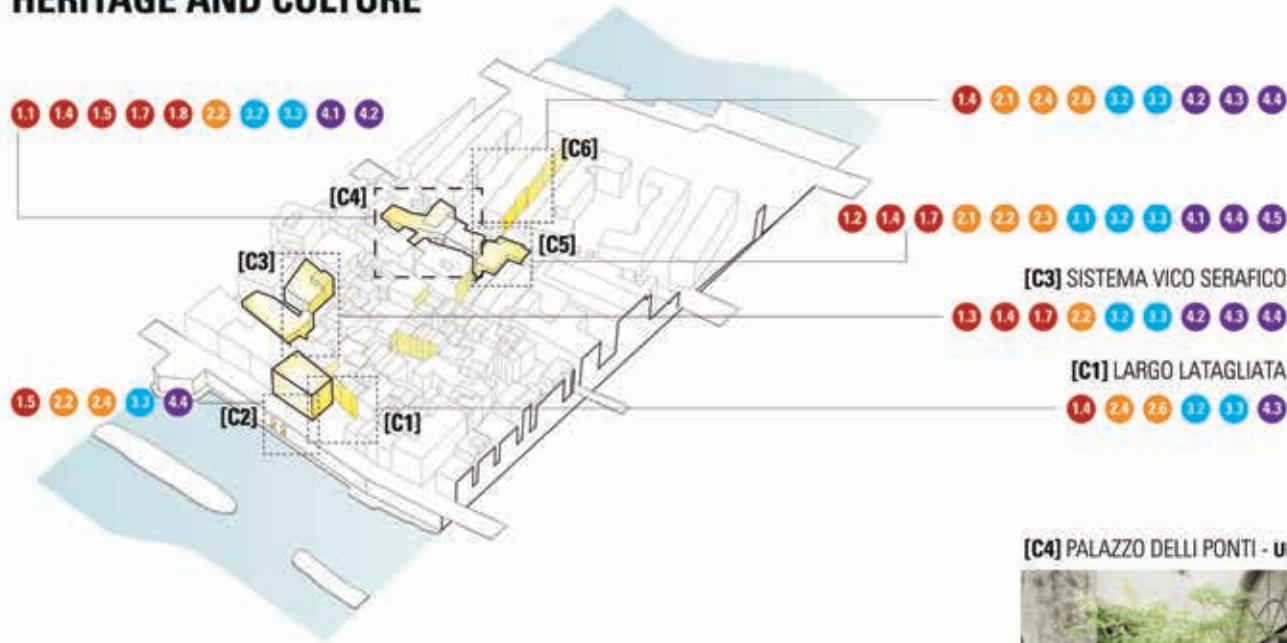 HERITAGE AND CULTURE
1.1 1.4 1.5 1.7 1.8 2.2 3.2 3.3 4.1 4.2
1.4 2.1 2.4 2.6 3.2 3.3 4.2 4.3 4.4
[C6]
[C4]
1.2 1.4 1.7 2.1 2.2 2.3 3.1 3.2 3.3 4.1 4.4 4.5
[C5]
[C3]
[C3] SISTEMA VICO SERAFICO
1.3 1.4 1.7 2.2 3.2 3.3 4.2 4.3 4.4
[C1] LARGO LATAGLIATA
1.5 2.2 2.4 3.3 4.4
1.4 2.4 2.6 3.2 3.3 4.3
[C2]
[C1]
[C4] PALAZZO DELLI PONTI -